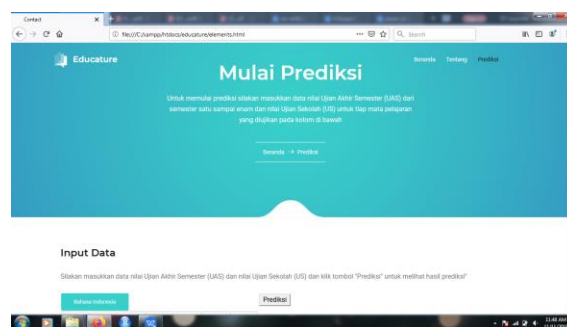 Contact
file:///C:/xampp/htdocs/educature/elements.html
Search
Educature
Beranda Tentang Prediksi
Mulai Prediksi
Untuk memulai prediksi silakan masukkan data nilai Ujian Akhir Semester (UAS) dari
semester satu sampai enam dan nilai Ujian Sekolah (US) untuk tiap mata pelajaran
yang diujikan pada kolom di bawah
Beranda → Prediksi
Input Data
Silakan masukkan data nilai Ujian Akhir Semester (UAS) dan nilai Ujian Sekolah (US) dan klik tombol "Prediksi" untuk melihat hasil prediksi"
Bahasa Indonesia
Prediksi
11:48 AM